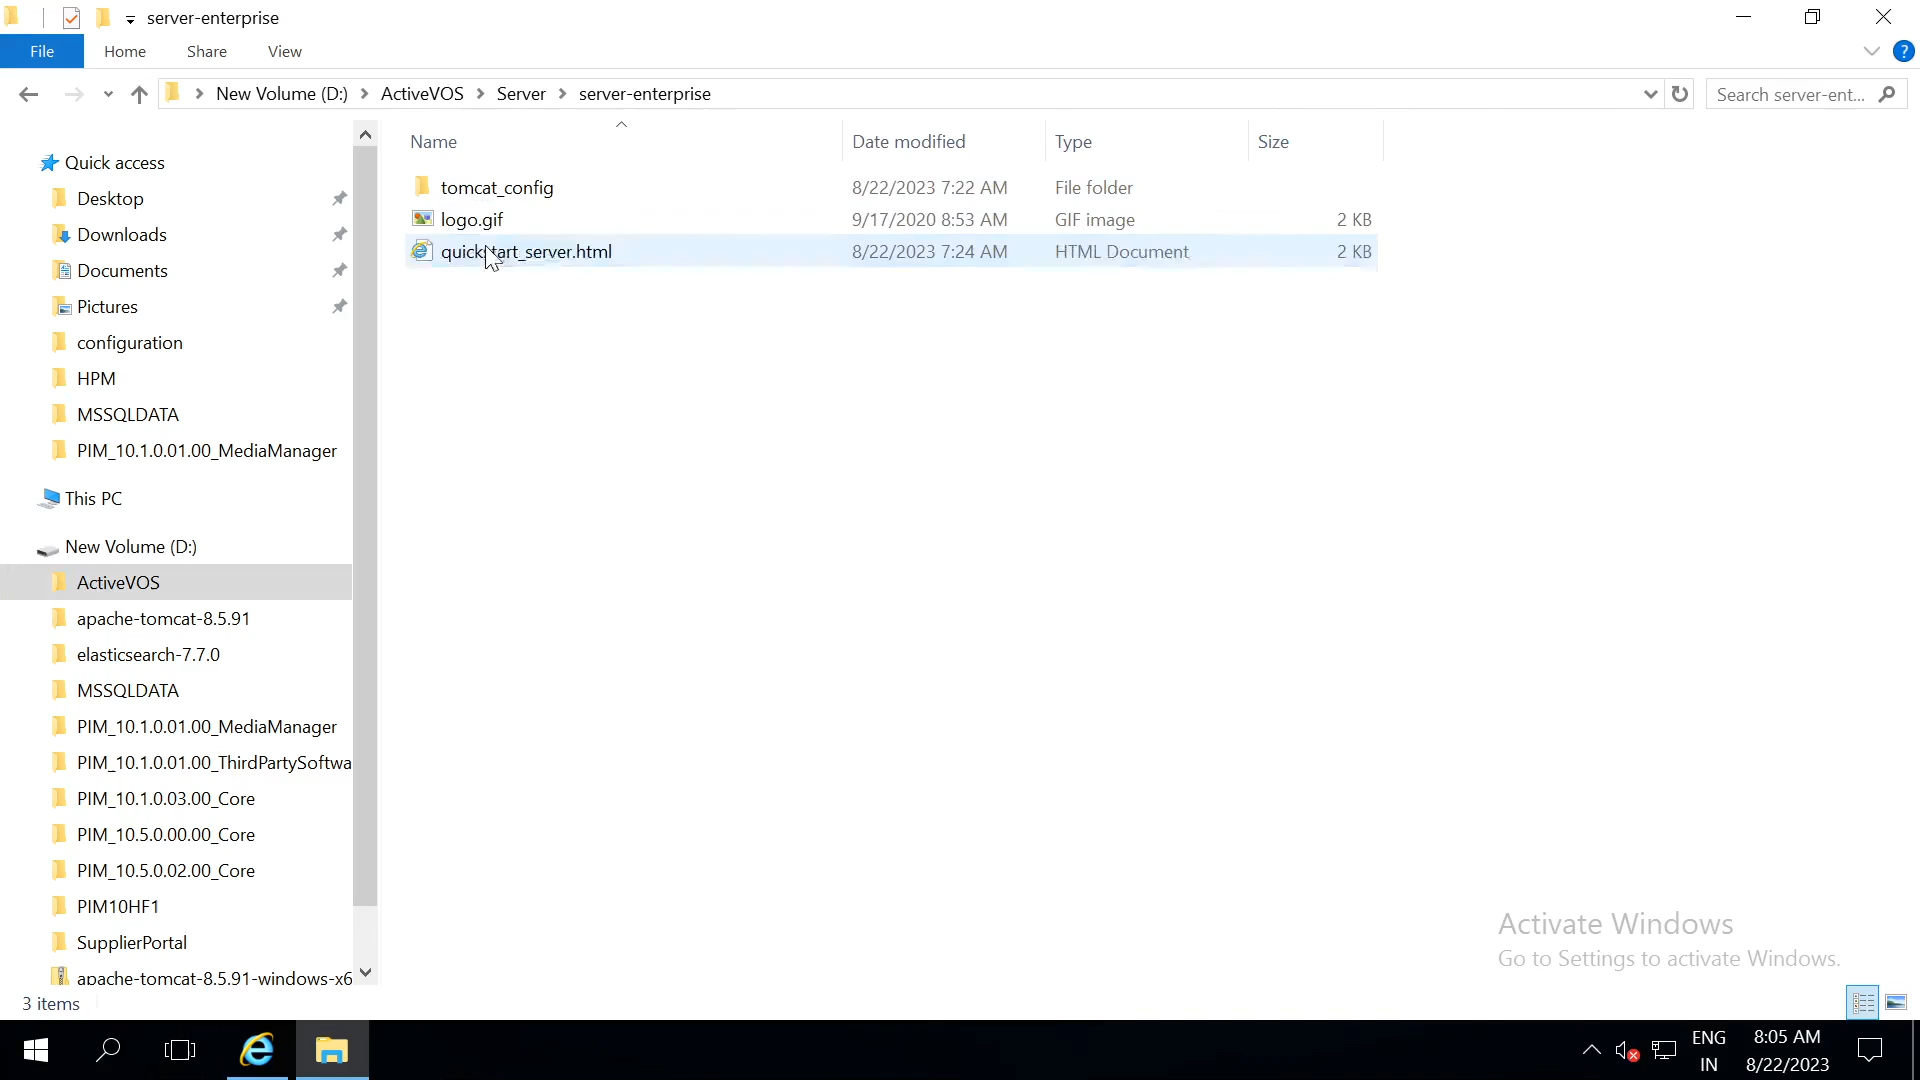 server-enterprise
File Home Share View
New Volume (D:) ActiveVOS Server server-enterprise
Search server-ent...
Name Date modified Type Size
tomcat_config 8/22/2023 7:22 AM File folder
logo.gif 9/17/2020 8:53 AM GIF image 2 KB
quickstart_server.html 8/22/2023 7:24 AM HTML Document 2 KB
Quick access
Desktop
Downloads
Documents
Pictures
configuration
HPM
MSSQLDATA
PIM_10.1.0.01.00_MediaManager
This PC
New Volume (D:)
ActiveVOS
apache-tomcat-8.5.91
elasticsearch-7.7.0
MSSQLDATA
PIM_10.1.0.01.00_MediaManager
PIM_10.1.0.01.00_ThirdPartySoftwa
PIM_10.1.0.03.00_Core
PIM_10.5.0.00.00_Core
PIM_10.5.0.02.00_Core
PIM10HF1
SupplierPortal
apache-tomcat-8.5.91-windows-x6
Activate Windows
Go to Settings to activate Windows.
3 items
ENG 8:05 AM
IN 8/22/2023